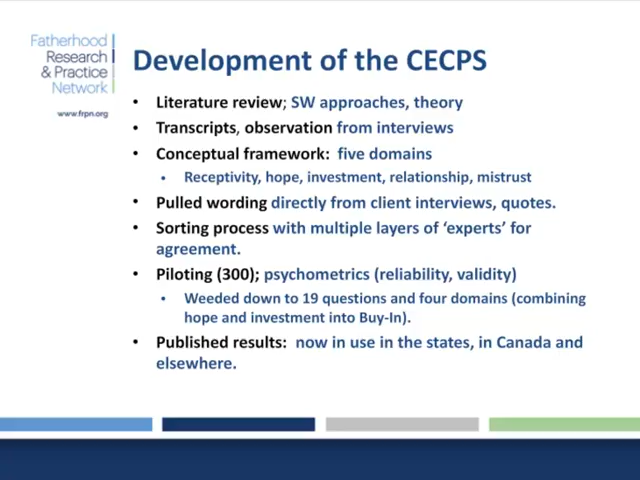 Fatherhood
Research
& Practice
Network
www.frpn.org
Development of the CECPS
• Literature review; SW approaches, theory
• Transcripts, observation from interviews
• Conceptual framework: five domains
• Receptivity, hope, investment, relationship, mistrust
• Pulled wording directly from client interviews, quotes.
• Sorting process with multiple layers of ‘experts’ for
agreement.
• Piloting (300); psychometrics (reliability, validity)
• Weeded down to 19 questions and four domains (combining
hope and investment into Buy-In).
• Published results: now in use in the states, in Canada and
elsewhere.